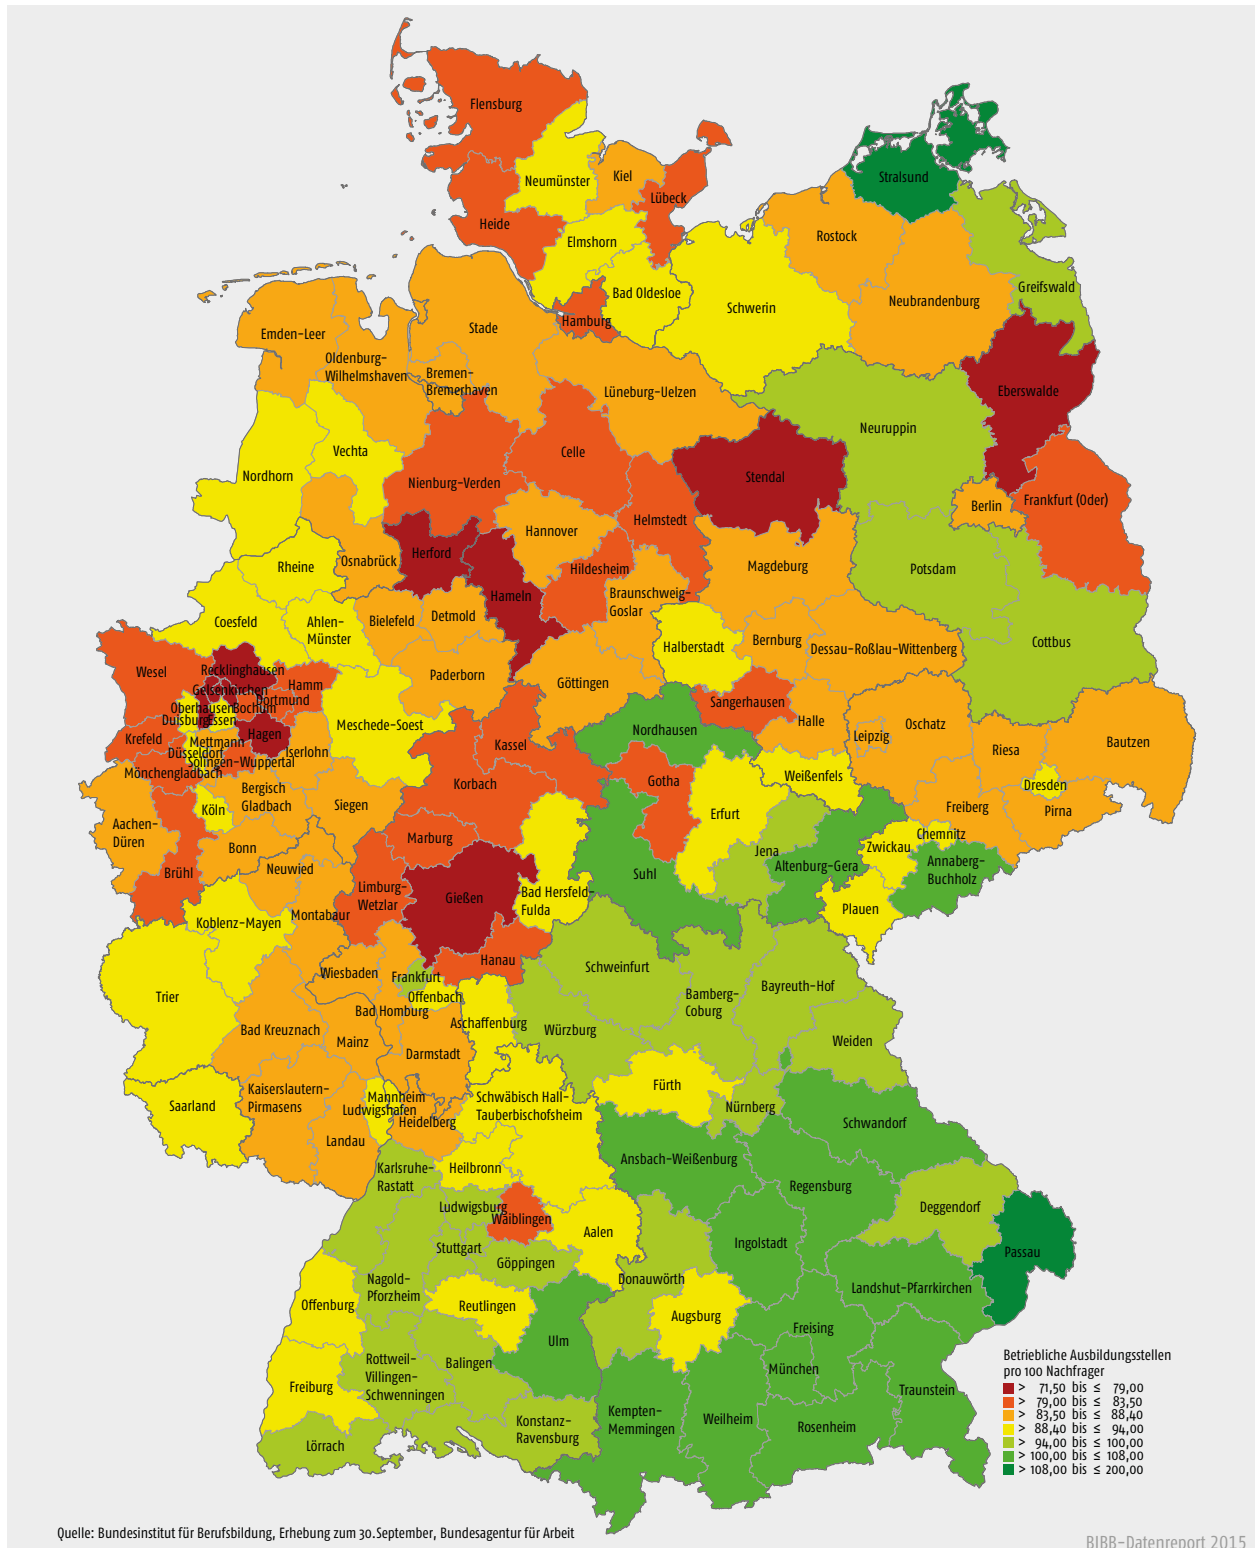 Flensburg
Stralsund
Kiel
Neumünster
Lübeck
Heide
Rostock
Elmshorn
Greifswald
Bad Oldesloe
Neubrandenburg
Schwerin
Hamburg
Stade
Emden-Leer
Oldenburg-
Wilhelmshaven
Bremen-
Bremerhaven
Lüneburg-Uelzen
Eberswalde
Neuruppin
Vechta
Celle
Nordhorn
Stendal
Nienburg-Verden
Frankfurt (Oder)
Berlin
Helmstedt
Hannover
Herford
Osnabrück
Rheine
Hildesheim
Magdeburg
Potsdam
Hameln
Braunschweig-
Goslar
Detmold
Bielefeld
Coesfeld
Ahlen-
Münster
Bernburg
Halberstadt
Dessau-Roßlau-Wittenberg
Cottbus
Wesel
Recklinghausen
Paderborn
Göttingen
Hamm
Gelsenkirchen
Dortmund
Sangerhausen
Oberhausen
Bochum
Duisburg
Essen
Halle
Meschede-Soest
Oschatz
Nordhausen
Hagen
Leipzig
Krefeld
Mettmann
Bautzen
Kassel
Riesa
Iserlohn
Düsseldorf
Solingen-Wuppertal
Mönchengladbach
Weißenfels
Gotha
Korbach
Dresden
Bergisch
Gladbach
Siegen
Freiberg
Köln
Pirna
Erfurt
Aachen-
Düren
Chemnitz
Marburg
Zwickau
Bonn
Jena
Annaberg-
Buchholz
Altenburg-Gera
Neuwied
Brühl
Suhl
Limburg-
Wetzlar
Gießen
Bad Hersfeld-
Fulda
Plauen
Montabaur
Koblenz-Mayen
Hanau
Schweinfurt
Wiesbaden
Frankfurt
Bayreuth-Hof
Trier
Offenbach
Bamberg-
Coburg
Bad Homburg
Aschaffenburg
Bad Kreuznach
Würzburg
Mainz
Weiden
Darmstadt
Fürth
Kaiserslautern-
Pirmasens
Mannheim
Schwäbisch Hall-
Tauberbischofsheim
Saarland
Nürnberg
Ludwigshafen
Heidelberg
Schwandorf
Landau
Ansbach-Weißenburg
Karlsruhe-
Rastatt
Heilbronn
Regensburg
Ludwigsburg
Deggendorf
Waiblingen
Aalen
Ingolstadt
Stuttgart
Passau
Göppingen
Donauwörth
Nagold-
Pforzheim
Landshut-Pfarrkirchen
Offenburg
Reutlingen
Augsburg
Freising
Ulm
Rottweil-
Villingen-
Schwenningen
Balingen
München
Freiburg
Traunstein
Kempten-
Memmingen
Weilheim
Konstanz-
Ravensburg
Rosenheim
Lörrach
Betriebliche Ausbildungsstellen
pro 100 Nachfrager
> 71,50 bis ≤ 79,00
> 79,00 bis ≤ 83,50
> 83,50 bis ≤ 88,40
> 88,40 bis ≤ 94,00
> 94,00 bis ≤ 100,00
> 100,00 bis ≤ 108,00
> 108,00 bis ≤ 200,00
Quelle: Bundesinstitut für Berufsbildung, Erhebung zum 30.September, Bundesagentur für Arbeit
BIBB-Datenreport 2015